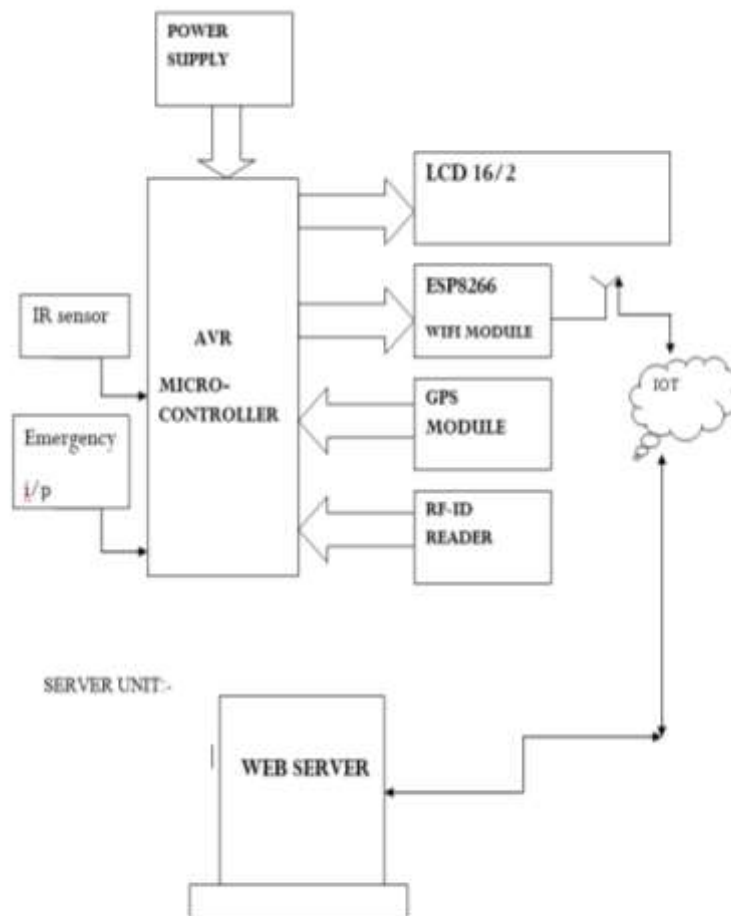 POWER
SUPPLY
LCD 16/2
ESP8266
WIFI MODULE
IR sensor
AVR
MICRO-
CONTROLLER
IOT
GPS
MODULE
Emergency
i/p
RF-ID
READER
SERVER UNIT:-
WEB SERVER